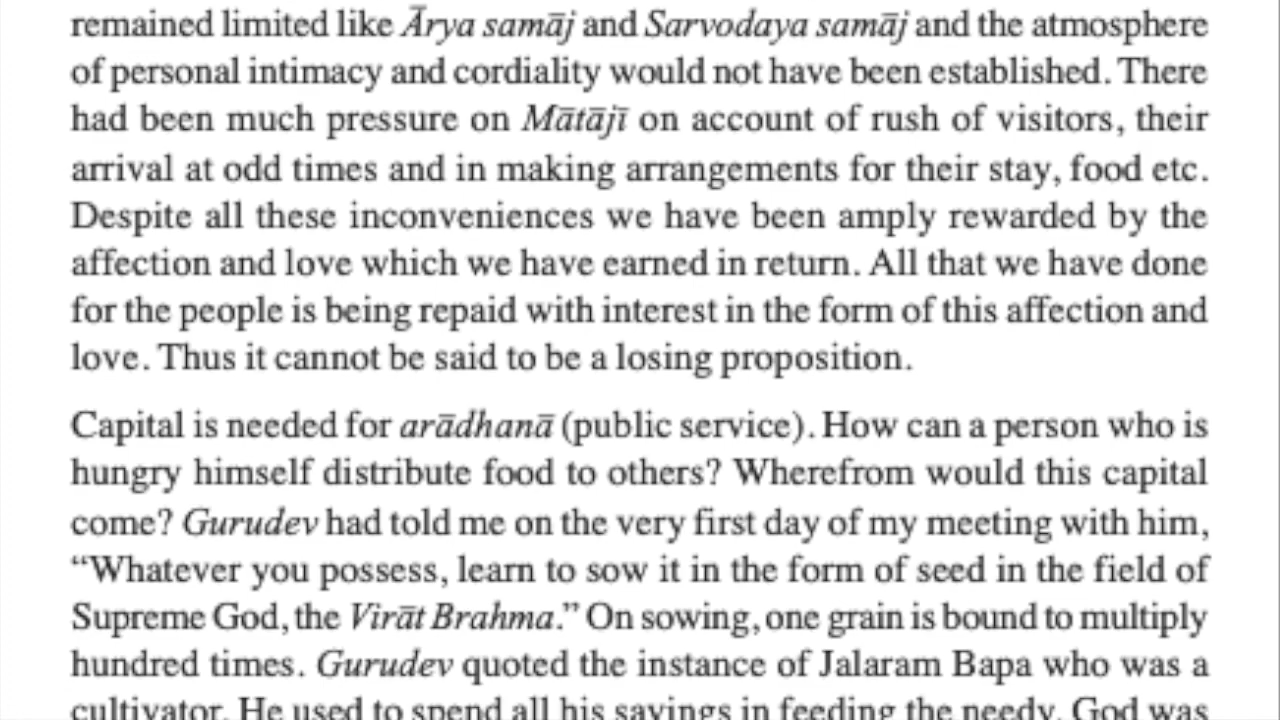 remained limited like Ārya samāj and Sarvodaya samāj and the atmosphere
of personal intimacy and cordiality would not have been established. There
had been much pressure on Mātājī on account of rush of visitors, their
arrival at odd times and in making arrangements for their stay, food etc.
Despite all these inconveniences we have been amply rewarded by the
affection and love which we have earned in return. All that we have done
for the people is being repaid with interest in the form of this affection and
love. Thus it cannot be said to be a losing proposition.
Capital is needed for arādhanā (public service). How can a person who is
hungry himself distribute food to others? Wherefrom would this capital
come? Gurudev had told me on the very first day of my meeting with him,
“Whatever you possess, learn to sow it in the form of seed in the field of
Supreme God, the Virāt Brahma.” On sowing, one grain is bound to multiply
hundred times. Gurudev quoted the instance of Jalaram Bapa who was a
cultivator. He used to spend all his savings in feeding the needy. God was